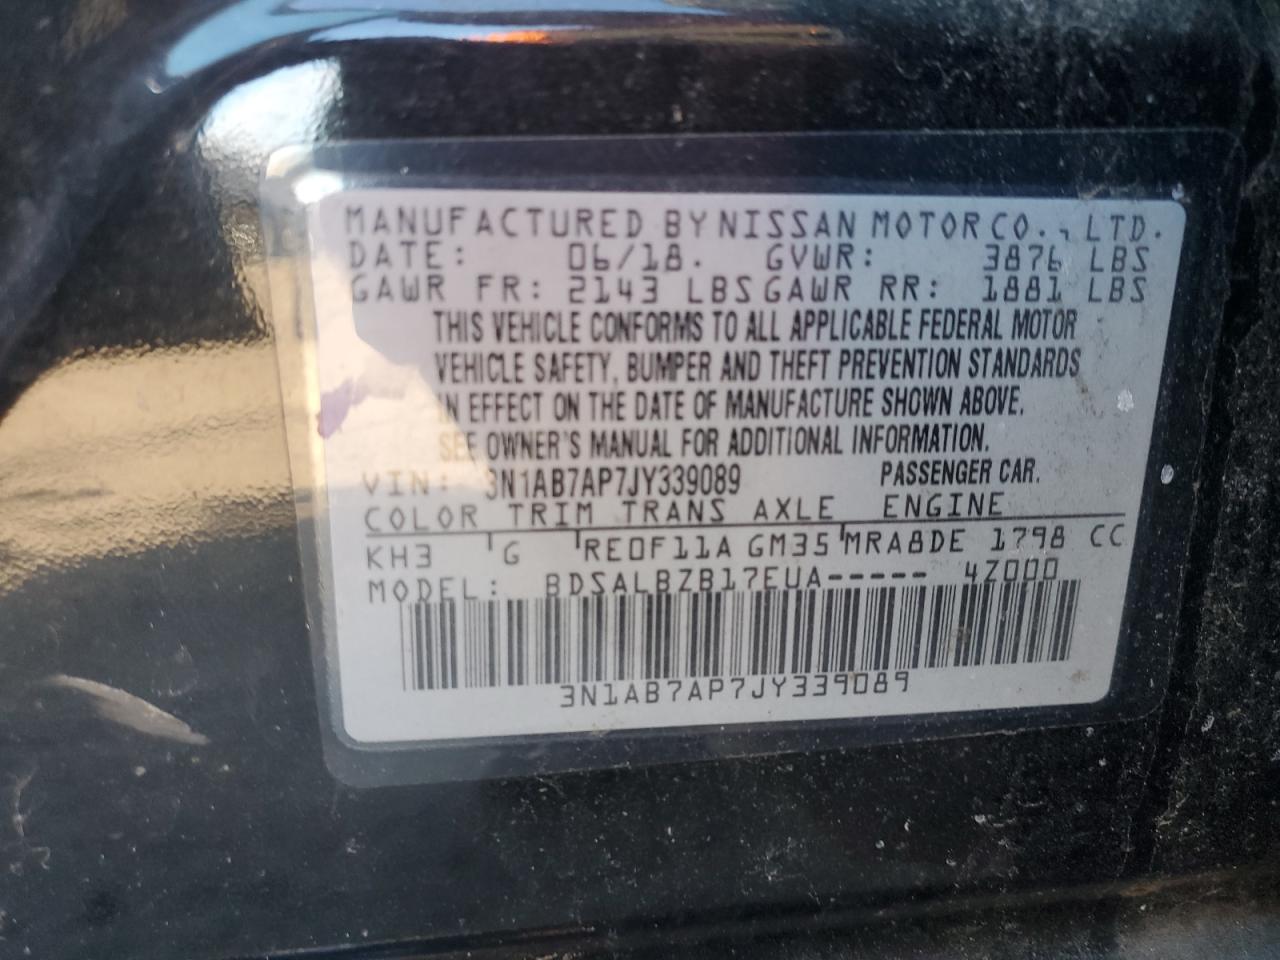 MANUFACTURED BY NISSAN MOTOR CO., LTD.
DATE: 06/18. GVWR: 3876 LBS
GAWR FR: 2143 LBS GAWR RR: 1881 LBS
THIS VEHICLE CONFORMS TO ALL APPLICABLE FEDERAL MOTOR
VEHICLE SAFETY, BUMPER AND THEFT PREVENTION STANDARDS
IN EFFECT ON THE DATE OF MANUFACTURE SHOWN ABOVE.
SEE OWNER'S MANUAL FOR ADDITIONAL INFORMATION.
VIN: 3N1AB7AP7JY339089 PASSENGER CAR.
COLOR TRIM TRANS AXLE ENGINE
KH3 G RE0F11A GM35 MRA8DE 1798 CC
MODEL: BDSALBZB17EUA----- 4Z000
3N1AB7AP7JY339089